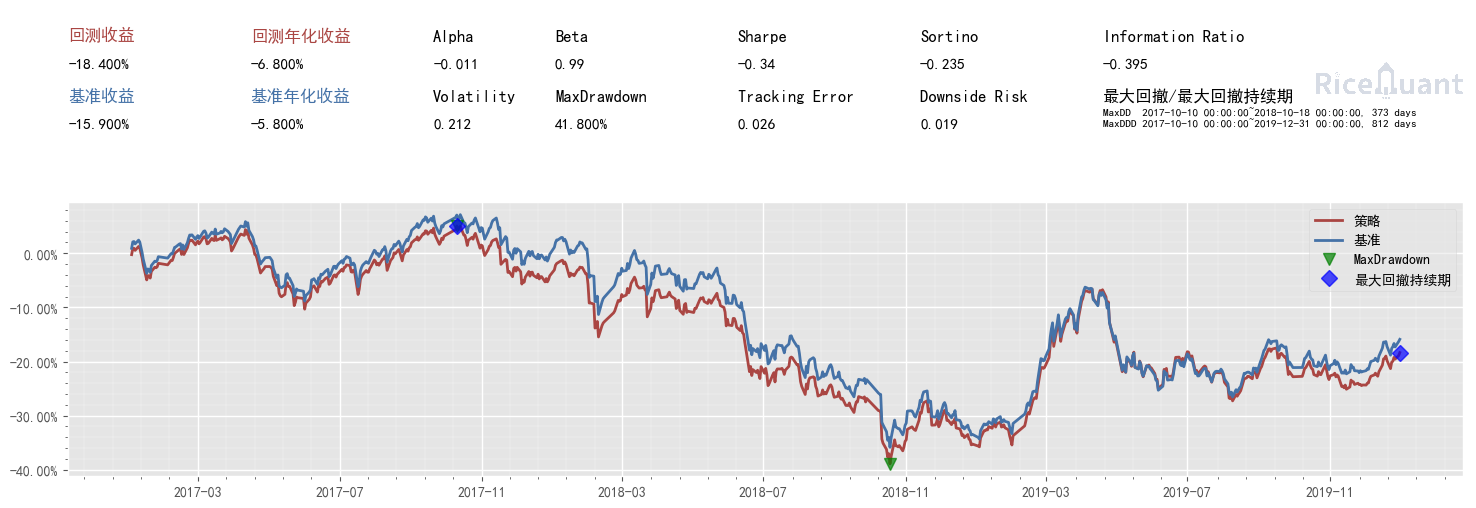 回测收益 回测年化收益 Alpha Beta Sharpe Sortino Information Ratio
-18.400% -6.800% -0.011 0.99 -0.34 -0.235 -0.395
RiceQuant
基准收益 基准年化收益 Volatility MaxDrawdown Tracking Error Downside Risk 最大回撤/最大回撤持续期
MaxDD 2017-10-10 00:00:00~2018-10-18 00:00:00, 373 days
-15.900% -5.800% 0.212 41.800% 0.026 0.019 MaxDDD 2017-10-10 00:00:00~2019-12-31 00:00:00, 812 days
策略
基准
MaxDrawdown
最大回撤持续期
0.00%
-10.00%
-20.00%
-30.00%
-40.00%
2017-03 2017-07 2017-11 2018-03 2018-07 2018-11 2019-03 2019-07 2019-11